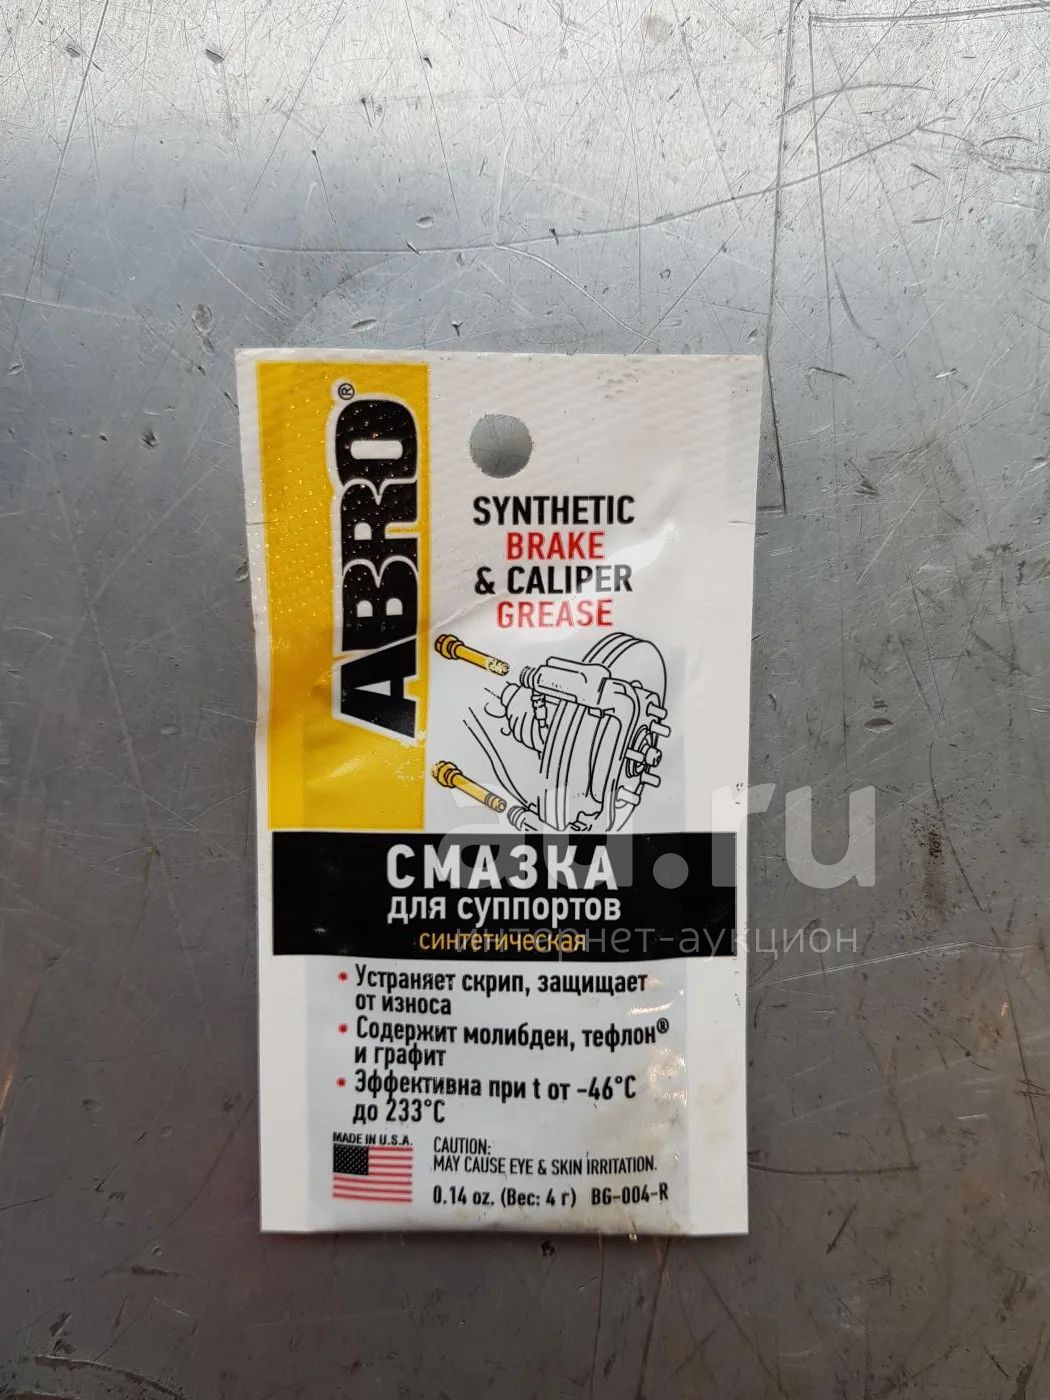 ABRO®
SYNTHETIC
BRAKE
& CALIPER
GREASE
СМАЗКА
для суппортов
синтетическая
• Устраняет скрип, защищает
от износа
• Содержит молибден, тефлон®
и графит
• Эффективна при t от -46°С
до 233°С
MADE IN U.S.A.
CAUTION:
MAY CAUSE EYE & SKIN IRRITATION.
0.14 oz. (Вес: 4 г) BG-004-R
au.ru
интернет-аукцион